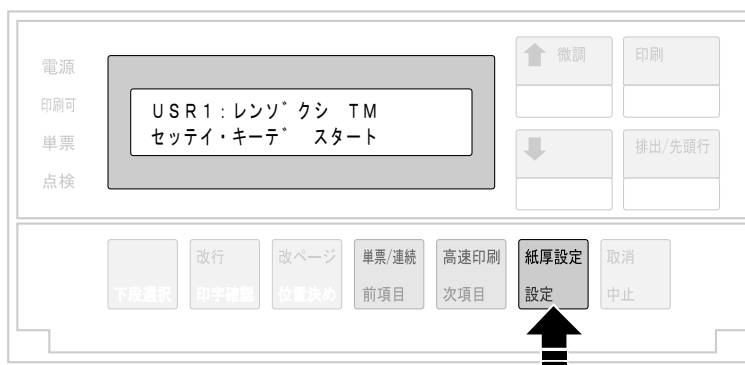 電源
印刷可
単票
点検
USR1:レンゾクシ TM
セッテイ・キーデ スタート
微調
印刷
排出/先頭行
改行
改ページ
単票/連続
高速印刷
紙厚設定
取消
下段選択
印字確認
位置決め
前項目
次項目
設定
中止